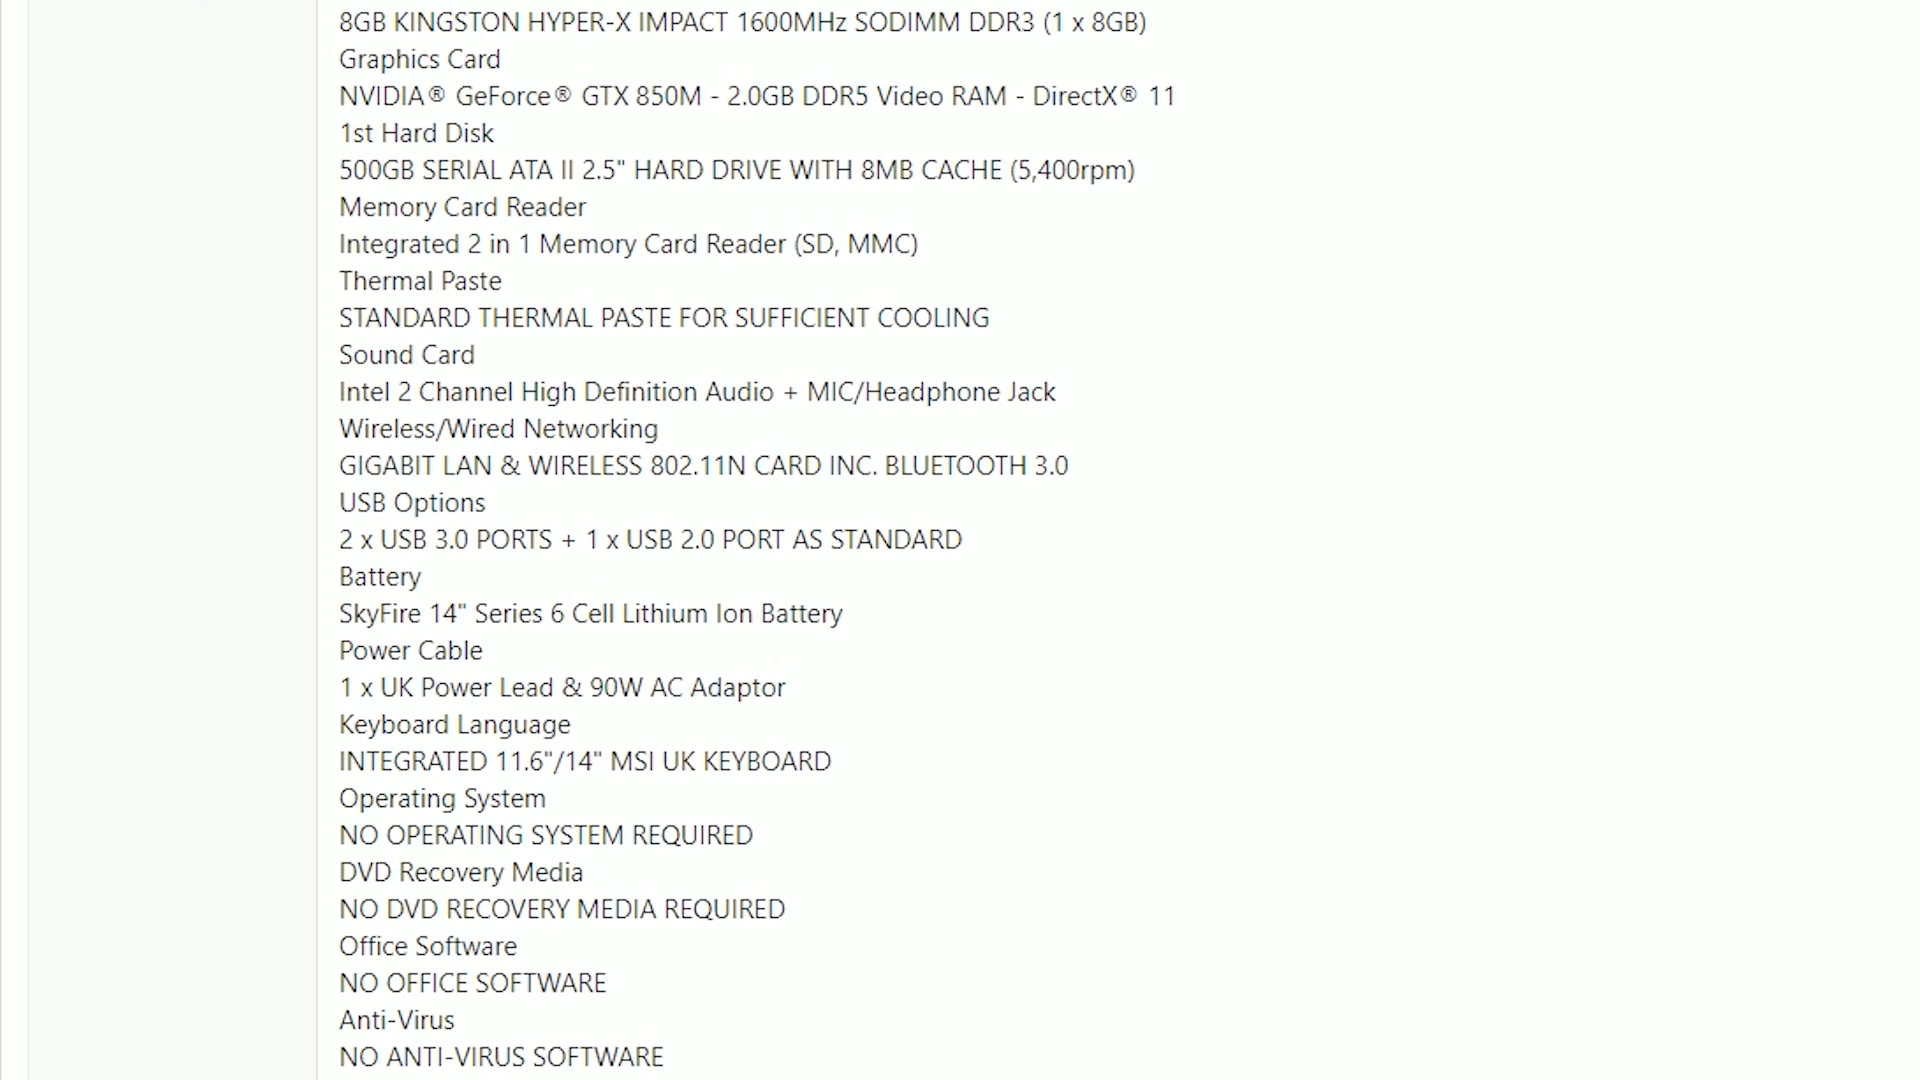 8GB KINGSTON HYPER-X IMPACT 1600MHz SODIMM DDR3 (1 x 8GB)
Graphics Card
NVIDIA® GeForce® GTX 850M - 2.0GB DDR5 Video RAM - DirectX® 11
1st Hard Disk
500GB SERIAL ATA II 2.5" HARD DRIVE WITH 8MB CACHE (5,400rpm)
Memory Card Reader
Integrated 2 in 1 Memory Card Reader (SD, MMC)
Thermal Paste
STANDARD THERMAL PASTE FOR SUFFICIENT COOLING
Sound Card
Intel 2 Channel High Definition Audio + MIC/Headphone Jack
Wireless/Wired Networking
GIGABIT LAN & WIRELESS 802.11N CARD INC. BLUETOOTH 3.0
USB Options
2 x USB 3.0 PORTS + 1 x USB 2.0 PORT AS STANDARD
Battery
SkyFire 14" Series 6 Cell Lithium Ion Battery
Power Cable
1 x UK Power Lead & 90W AC Adaptor
Keyboard Language
INTEGRATED 11.6"/14" MSI UK KEYBOARD
Operating System
NO OPERATING SYSTEM REQUIRED
DVD Recovery Media
NO DVD RECOVERY MEDIA REQUIRED
Office Software
NO OFFICE SOFTWARE
Anti-Virus
NO ANTI-VIRUS SOFTWARE